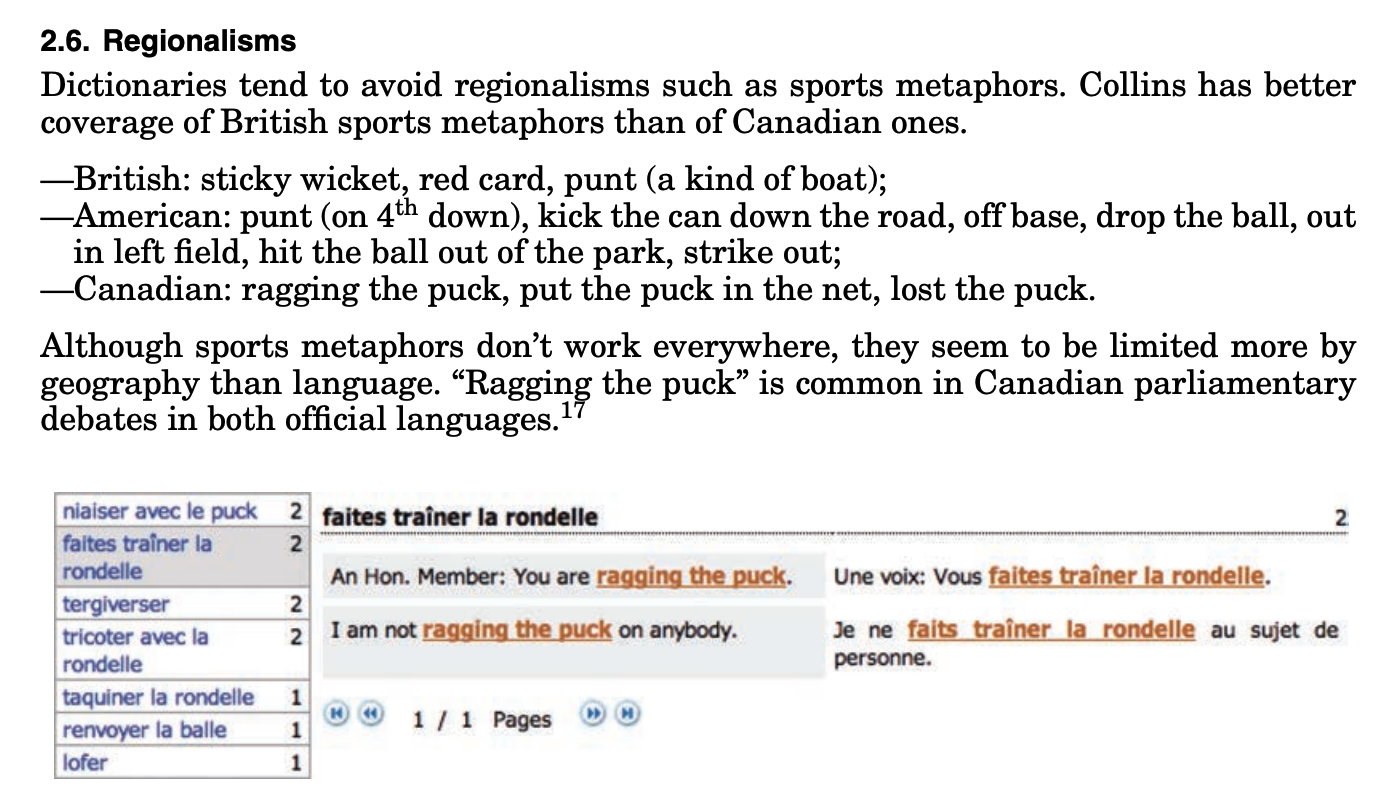 2.6. Regionalisms
Dictionaries tend to avoid regionalisms such as sports metaphors. Collins has better
coverage of British sports metaphors than of Canadian ones.
—British: sticky wicket, red card, punt (a kind of boat);
—American: punt (on 4th down), kick the can down the road, off base, drop the ball, out
in left field, hit the ball out of the park, strike out;
—Canadian: ragging the puck, put the puck in the net, lost the puck.
Although sports metaphors don’t work everywhere, they seem to be limited more by
geography than language. “Ragging the puck” is common in Canadian parliamentary
debates in both official languages.17
niaiser avec le puck 2
faites traîner la 2
rondelle
tergiverser 2
tricoter avec la 2
rondelle
taquiner la rondelle 1
renvoyer la balle 1
lofer 1
faites traîner la rondelle 2
An Hon. Member: You are ragging the puck. Une voix: Vous faites traîner la rondelle.
I am not ragging the puck on anybody. Je ne faits traîner la rondelle au sujet de
personne.
1 / 1 Pages